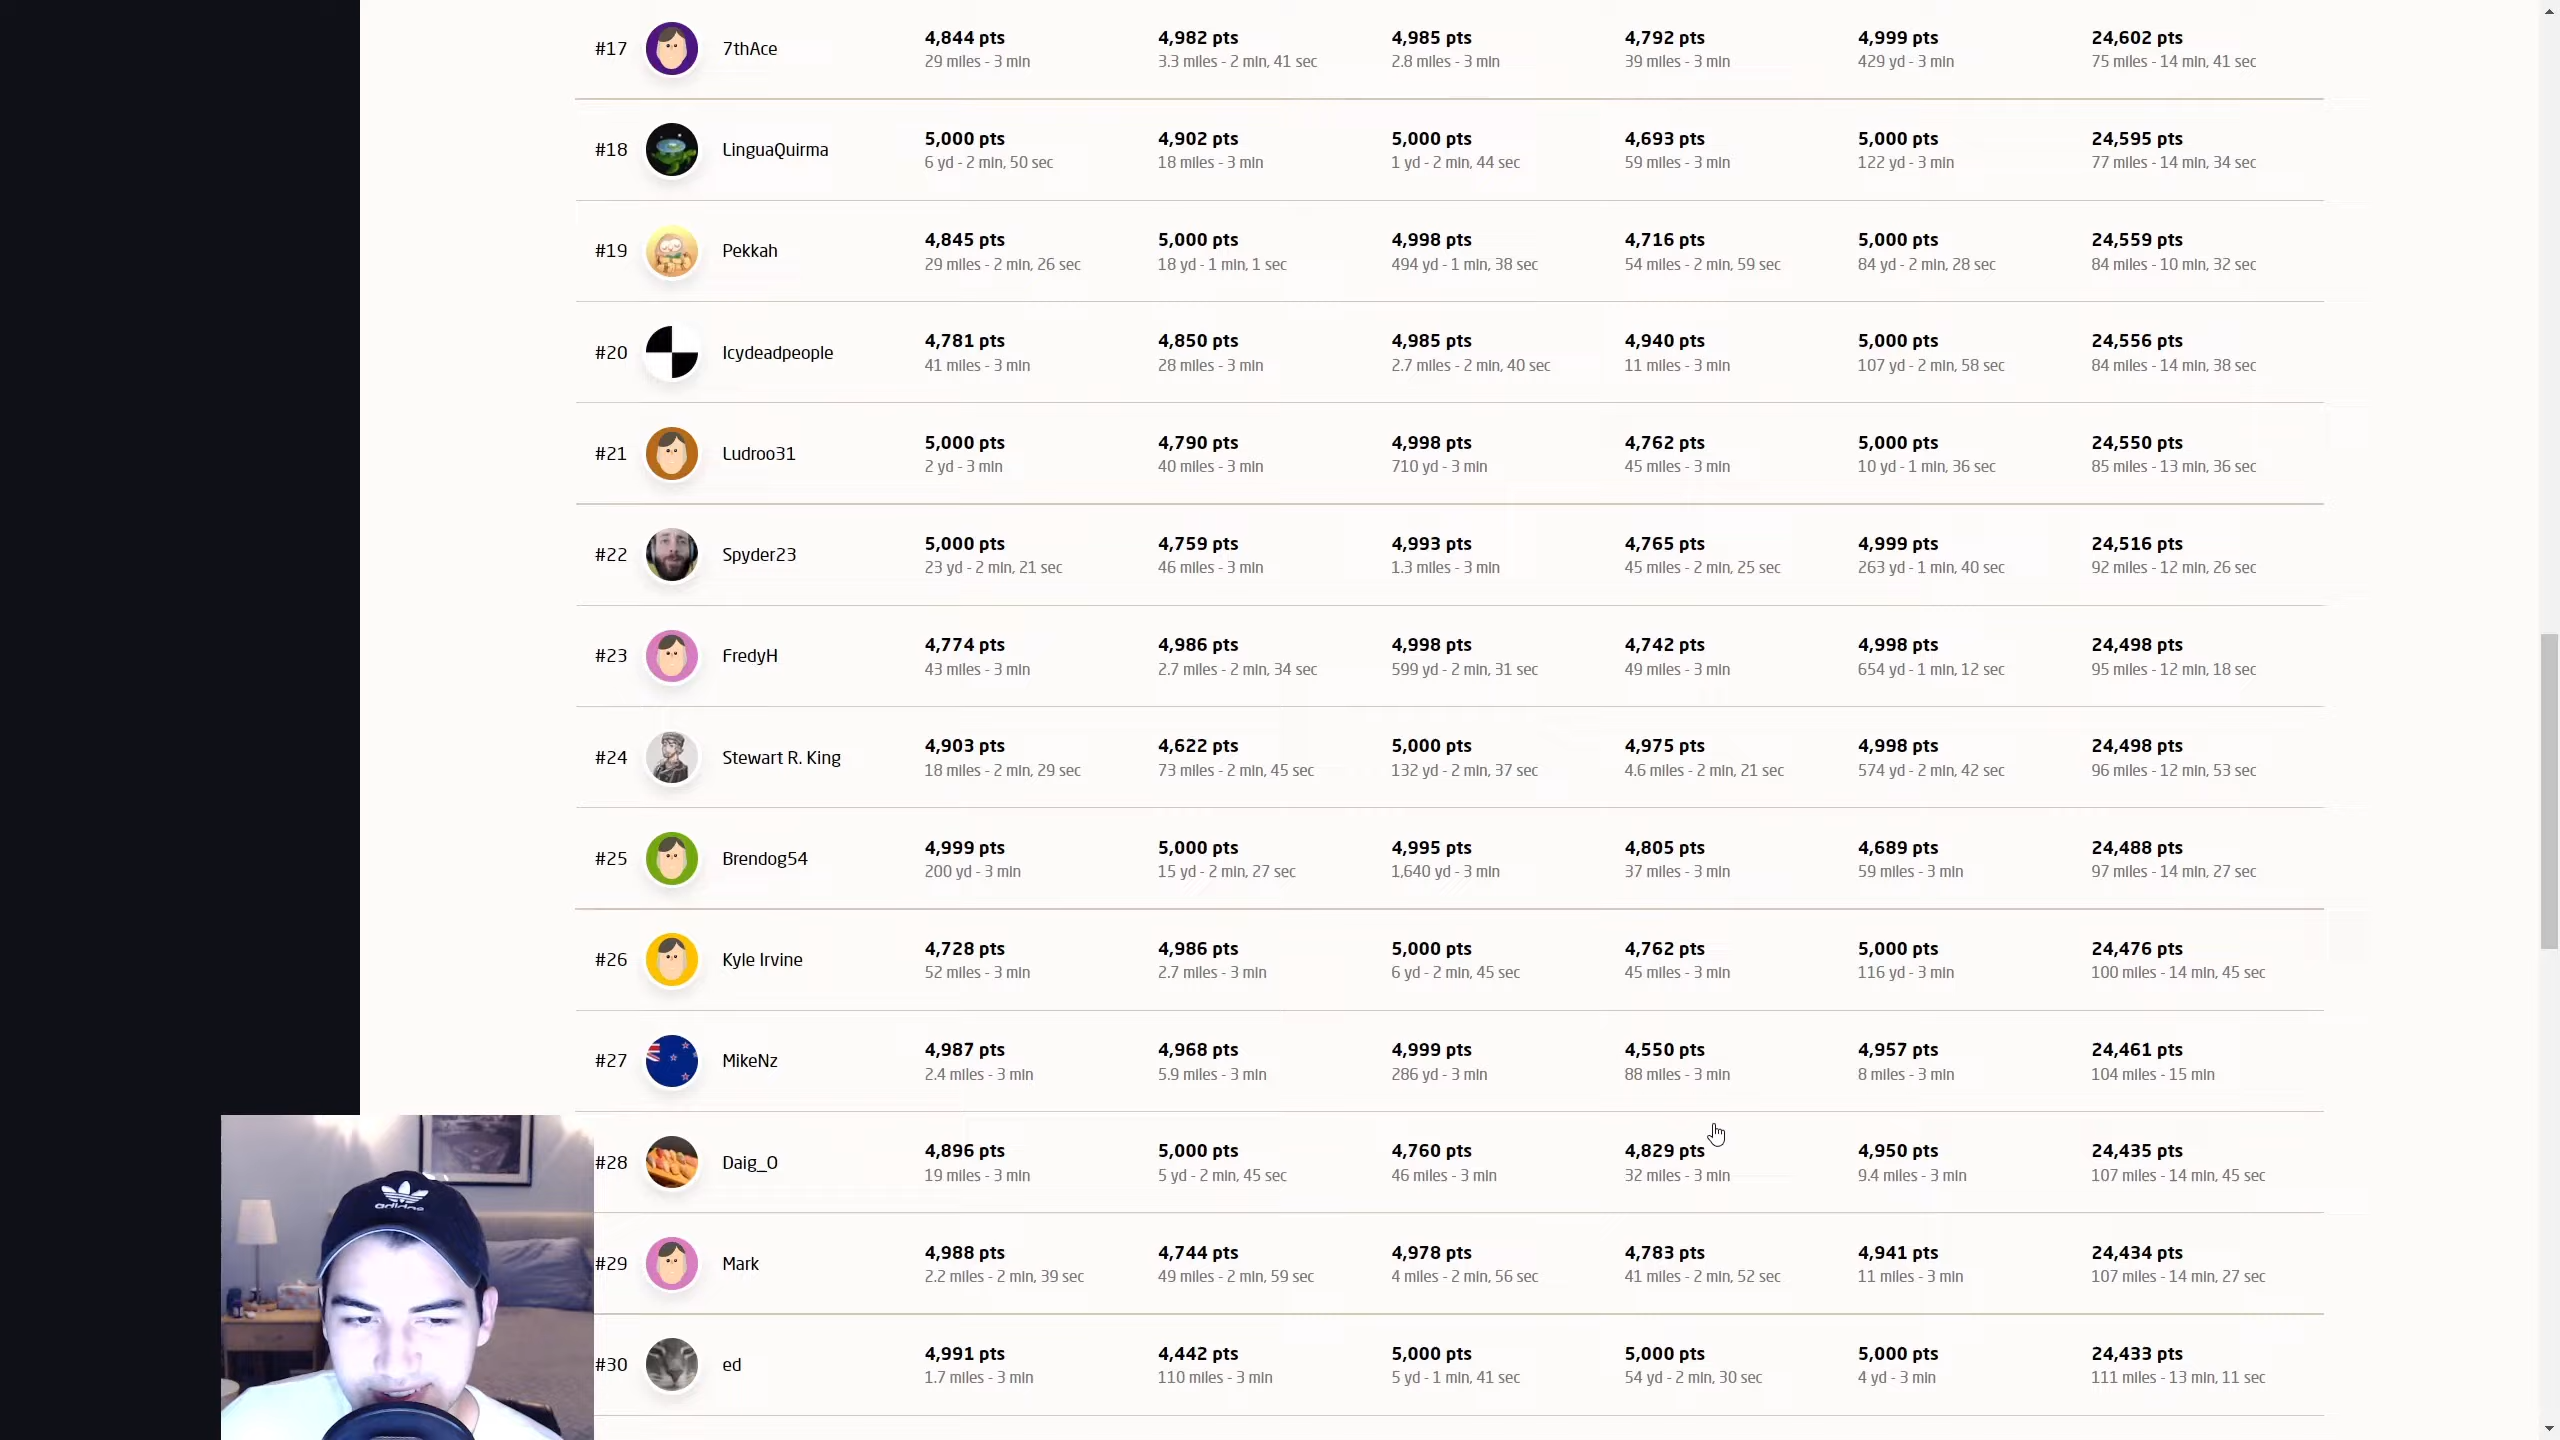 #17 7thAce 4,844 pts 4,982 pts 4,985 pts 4,792 pts 4,999 pts 24,602 pts
29 miles - 3 min 3.3 miles - 2 min, 41 sec 2.8 miles - 3 min 39 miles - 3 min 429 yd - 3 min 75 miles - 14 min, 41 sec
#18 LinguaQuirma 5,000 pts 4,902 pts 5,000 pts 4,693 pts 5,000 pts 24,595 pts
6 yd - 2 min, 50 sec 18 miles - 3 min 1 yd - 2 min, 44 sec 59 miles - 3 min 122 yd - 3 min 77 miles - 14 min, 34 sec
#19 Pekkah 4,845 pts 5,000 pts 4,998 pts 4,716 pts 5,000 pts 24,559 pts
29 miles - 2 min, 26 sec 18 yd - 1 min, 1 sec 494 yd - 1 min, 38 sec 54 miles - 2 min, 59 sec 84 yd - 2 min, 28 sec 84 miles - 10 min, 32 sec
#20 Icydeadpeople 4,781 pts 4,850 pts 4,985 pts 4,940 pts 5,000 pts 24,556 pts
41 miles - 3 min 28 miles - 3 min 2.7 miles - 2 min, 40 sec 11 miles - 3 min 107 yd - 2 min, 58 sec 84 miles - 14 min, 38 sec
#21 Ludroo31 5,000 pts 4,790 pts 4,998 pts 4,762 pts 5,000 pts 24,550 pts
2 yd - 3 min 40 miles - 3 min 710 yd - 3 min 45 miles - 3 min 10 yd - 1 min, 36 sec 85 miles - 13 min, 36 sec
#22 Spyder23 5,000 pts 4,759 pts 4,993 pts 4,765 pts 4,999 pts 24,516 pts
23 yd - 2 min, 21 sec 46 miles - 3 min 1.3 miles - 3 min 45 miles - 2 min, 25 sec 263 yd - 1 min, 40 sec 92 miles - 12 min, 26 sec
#23 FredyH 4,774 pts 4,986 pts 4,998 pts 4,742 pts 4,998 pts 24,498 pts
43 miles - 3 min 2.7 miles - 2 min, 34 sec 599 yd - 2 min, 31 sec 49 miles - 3 min 654 yd - 1 min, 12 sec 95 miles - 12 min, 18 sec
#24 Stewart R. King 4,903 pts 4,622 pts 5,000 pts 4,975 pts 4,998 pts 24,498 pts
18 miles - 2 min, 29 sec 73 miles - 2 min, 45 sec 132 yd - 2 min, 37 sec 4.6 miles - 2 min, 21 sec 574 yd - 2 min, 42 sec 96 miles - 12 min, 53 sec
#25 Brendog54 4,999 pts 5,000 pts 4,995 pts 4,805 pts 4,689 pts 24,488 pts
200 yd - 3 min 15 yd - 2 min, 27 sec 1,640 yd - 3 min 37 miles - 3 min 59 miles - 3 min 97 miles - 14 min, 27 sec
#26 Kyle Irvine 4,728 pts 4,986 pts 5,000 pts 4,762 pts 5,000 pts 24,476 pts
52 miles - 3 min 2.7 miles - 3 min 6 yd - 2 min, 45 sec 45 miles - 3 min 116 yd - 3 min 100 miles - 14 min, 45 sec
#27 MikeNz 4,987 pts 4,968 pts 4,999 pts 4,550 pts 4,957 pts 24,461 pts
2.4 miles - 3 min 5.9 miles - 3 min 286 yd - 3 min 88 miles - 3 min 8 miles - 3 min 104 miles - 15 min
#28 Daig_O 4,896 pts 5,000 pts 4,760 pts 4,829 pts 4,950 pts 24,435 pts
19 miles - 3 min 5 yd - 2 min, 45 sec 46 miles - 3 min 32 miles - 3 min 9.4 miles - 3 min 107 miles - 14 min, 45 sec
#29 Mark 4,988 pts 4,744 pts 4,978 pts 4,783 pts 4,941 pts 24,434 pts
2.2 miles - 2 min, 39 sec 49 miles - 2 min, 59 sec 4 miles - 2 min, 56 sec 41 miles - 2 min, 52 sec 11 miles - 3 min 107 miles - 14 min, 27 sec
#30 ed 4,991 pts 4,442 pts 5,000 pts 5,000 pts 5,000 pts 24,433 pts
1.7 miles - 3 min 110 miles - 3 min 5 yd - 1 min, 41 sec 54 yd - 2 min, 30 sec 4 yd - 3 min 111 miles - 13 min, 11 sec
adidas